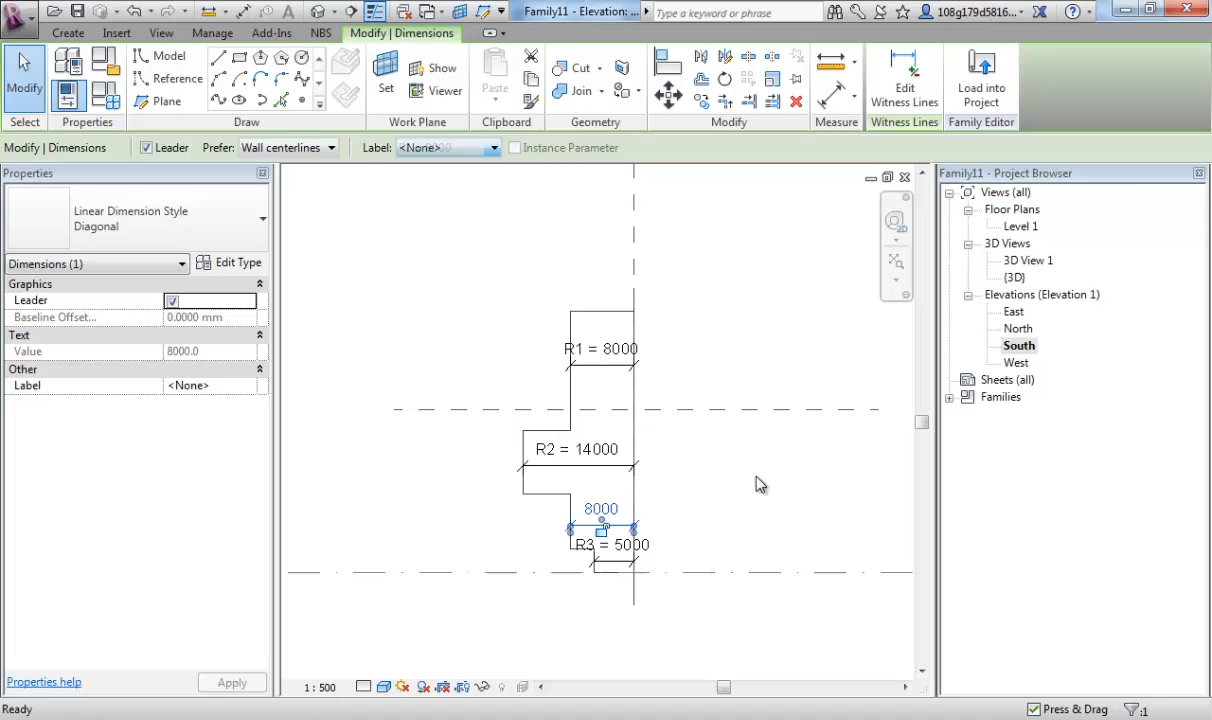 Family11 - Elevation: ...
Type a keyword or phrase
108g179d5816...
Create Insert View Manage Add-Ins NBS Modify | Dimensions
Modify
Select
Properties
Model
Reference
Plane
Draw
Set
Show
Viewer
Work Plane
Paste
Clipboard
Cut
Join
Geometry
Modify
Measure
Edit
Witness Lines
Witness Lines
Load into
Project
Family Editor
Modify | Dimensions Leader Prefer: Wall centerlines Label: <None> Instance Parameter
Properties
Linear Dimension Style
Diagonal
Dimensions (1) Edit Type
Graphics
Leader
Baseline Offset... 0.0000 mm
Text
Value 8000.0
Other
Label <None>
Properties help Apply
2D
R1 = 8000
R2 = 14000
8000
R3 = 5000
1 : 500
Family11 - Project Browser
Views (all)
Floor Plans
Level 1
3D Views
3D View 1
{3D}
Elevations (Elevation 1)
East
North
South
West
Sheets (all)
Families
Ready
Press & Drag
:1